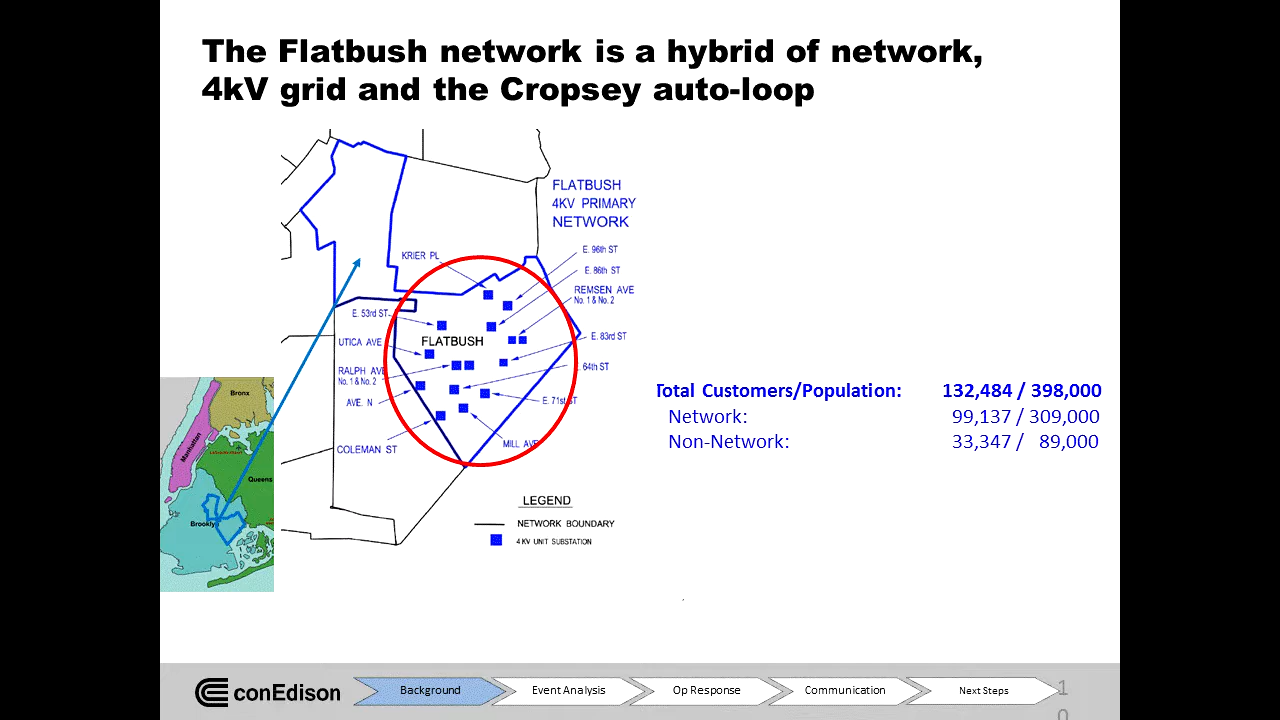 The Flatbush network is a hybrid of network,
4kV grid and the Cropsey auto-loop
FLATBUSH
4KV PRIMARY
NETWORK
KRIER PL
E. 96th ST
E. 86th ST
REMSEN AVE
No. 1 & No. 2
E. 53rd ST
E. 83rd ST
UTICA AVE
FLATBUSH
64th ST
RALPH AVE
No. 1 & No. 2
AVE. N
E. 71st ST
MILL AVE
COLEMAN ST
Bronx
Manhattan
Queens
Brooklyn
LEGEND
NETWORK BOUNDARY
4 KV UNIT SUBSTATION
Total Customers/Population: 132,484 / 398,000
Network: 99,137 / 309,000
Non-Network: 33,347 / 89,000
conEdison
Background
Event Analysis
Op Response
Communication
Next Steps
10